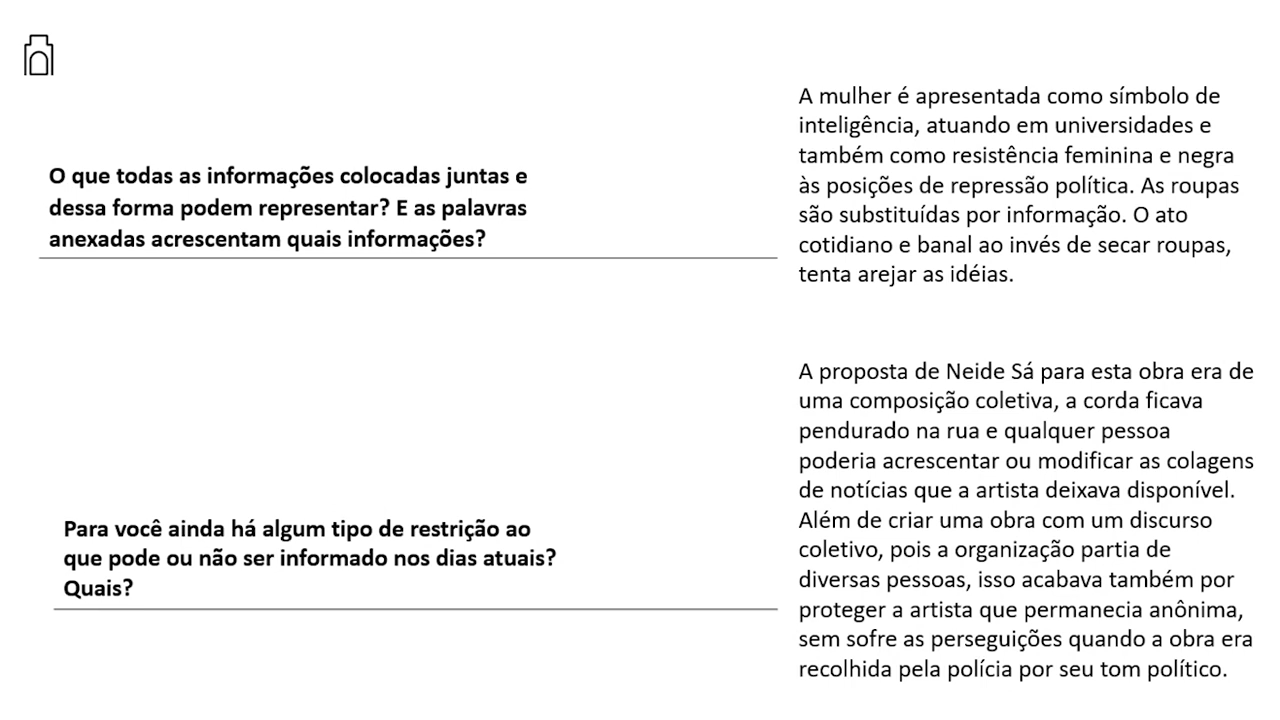 O que todas as informações colocadas juntas e
dessa forma podem representar? E as palavras
anexadas acrescentam quais informações?
A mulher é apresentada como símbolo de
inteligência, atuando em universidades e
também como resistência feminina e negra
às posições de repressão política. As roupas
são substituídas por informação. O ato
cotidiano e banal ao invés de secar roupas,
tenta arejar as idéias.
Para você ainda há algum tipo de restrição ao
que pode ou não ser informado nos dias atuais?
Quais?
A proposta de Neide Sá para esta obra era de
uma composição coletiva, a corda ficava
pendurado na rua e qualquer pessoa
poderia acrescentar ou modificar as colagens
de notícias que a artista deixava disponível.
Além de criar uma obra com um discurso
coletivo, pois a organização partia de
diversas pessoas, isso acabava também por
proteger a artista que permanecia anônima,
sem sofre as perseguições quando a obra era
recolhida pela polícia por seu tom político.